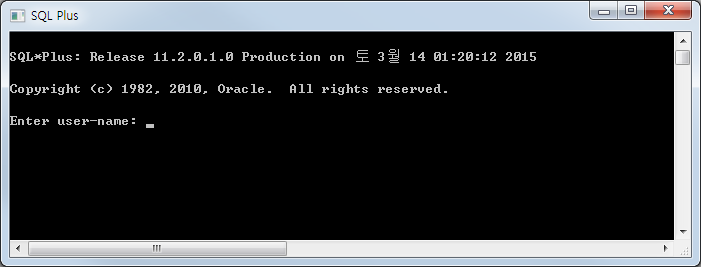 SQL Plus
SQL*Plus: Release 11.2.0.1.0 Production on 토 3월 14 01:20:12 2015
Copyright (c) 1982, 2010, Oracle.  All rights reserved.
Enter user-name: